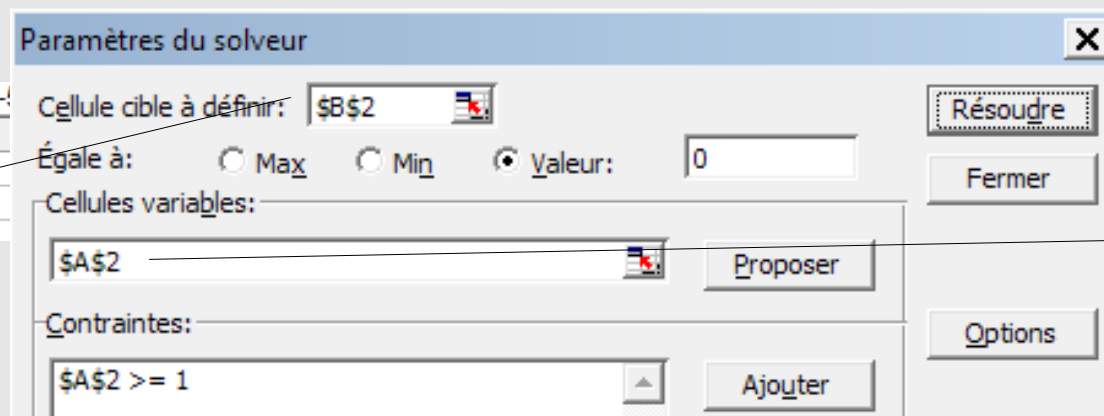 Paramètres du solveur
Cellule cible à définir: $B$2 Résoudre
Égale à: Max Min Valeur: 0
Fermer
Cellules variables:
$A$2 Proposer
Contraintes: Options
$A$2 >= 1 Ajouter